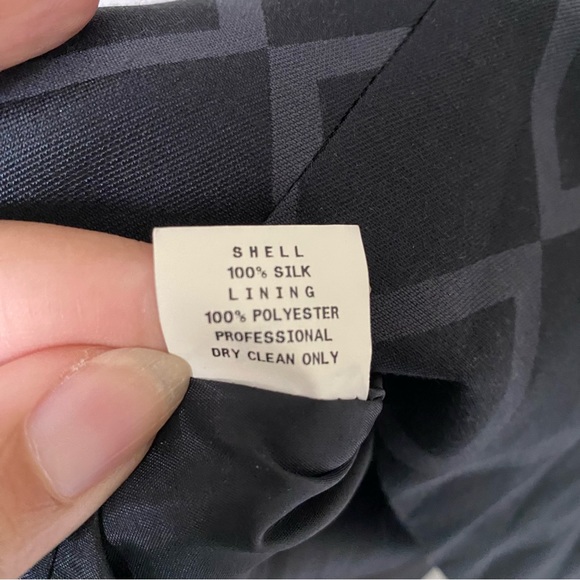 SHELL
100% SILK
LINING
100% POLYESTER
PROFESSIONAL
DRY CLEAN ONLY